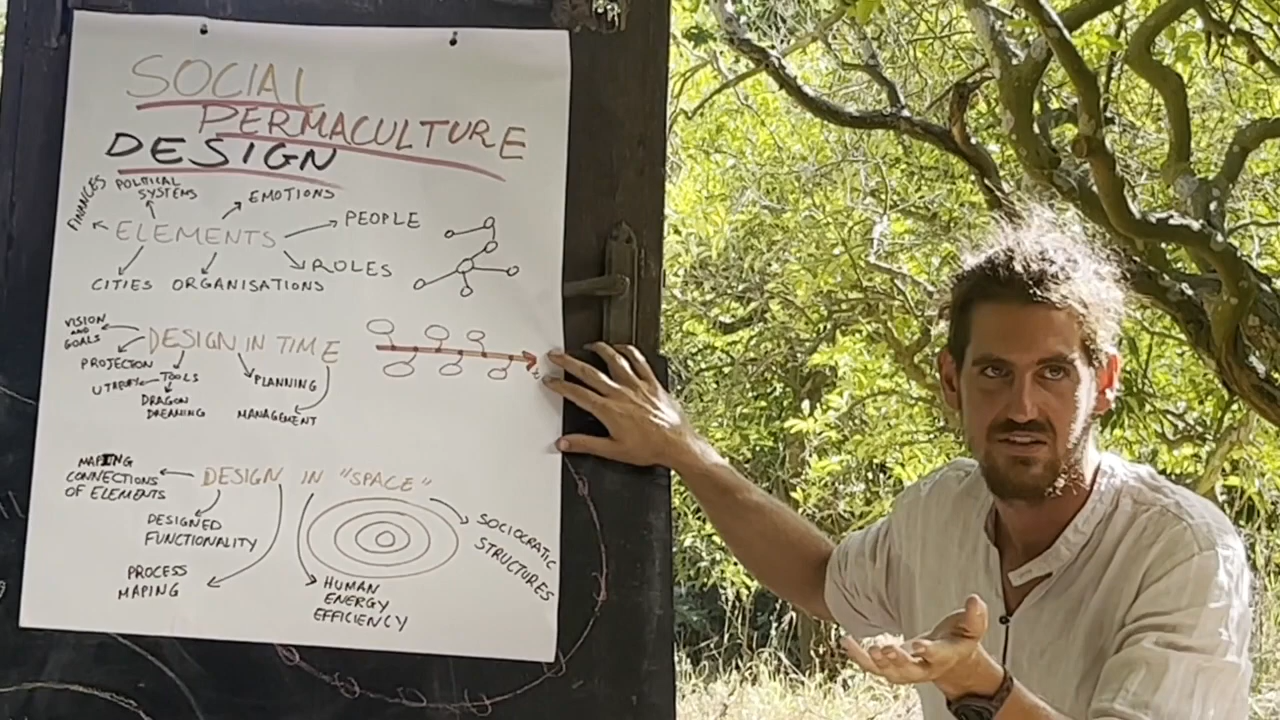 SOCIAL
PERMACULTURE
DESIGN
FINANCES
POLITICAL
SYSTEMS
EMOTIONS
PEOPLE
ELEMENTS
ROLES
CITIES
ORGANISATIONS
VISION
AND
GOALS
DESIGN IN TIME
PROJECTON
TOOLS
PLANNING
DRAGON
DREAMING
MANAGEMENT
MAPING
CONNECTIONS
OF ELEMENTS
DESIGN IN "SPACE"
DESIGNED
FUNCTIONALITY
SOCIOCRATIC
STRUCTURES
PROCESS
MAPING
HUMAN
ENERGY
EFFICIENCY